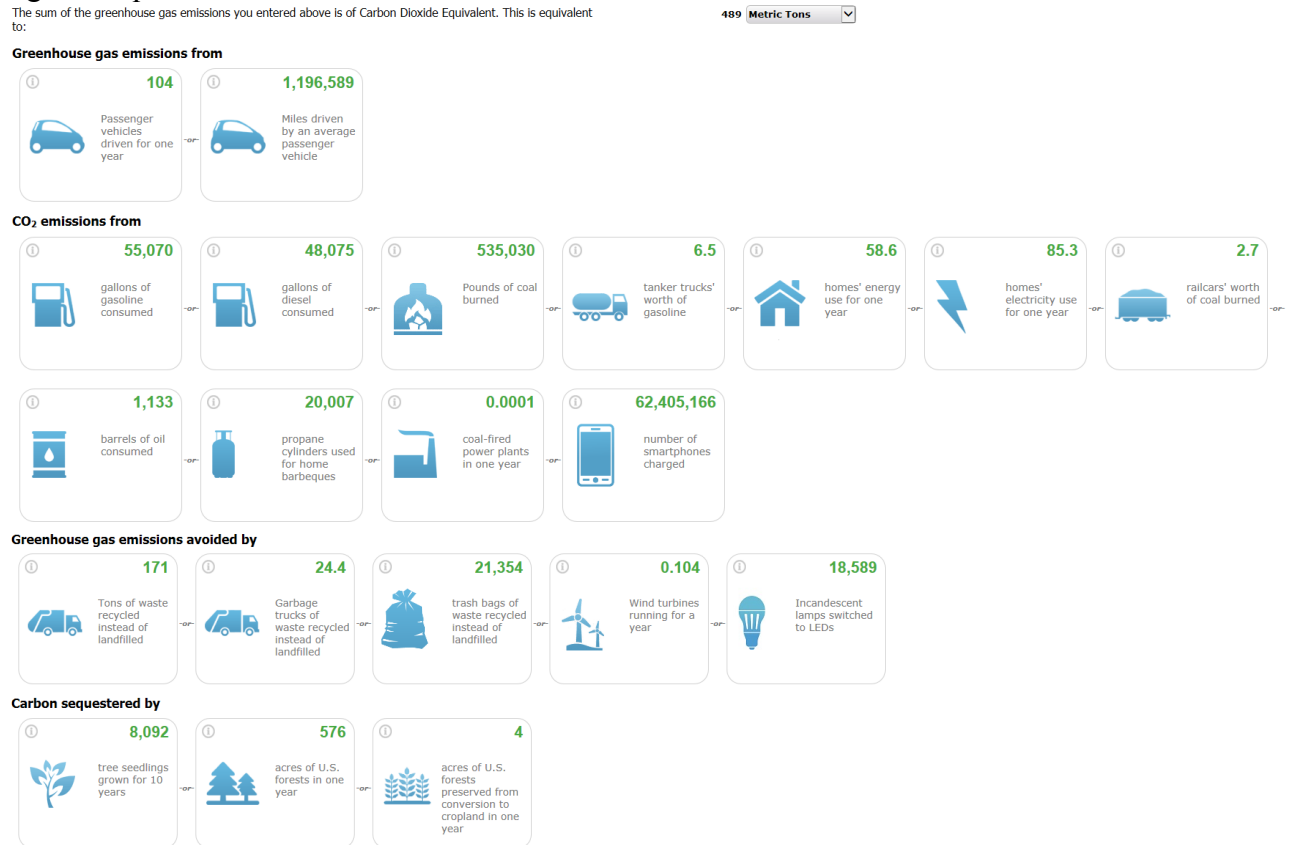 The sum of the greenhouse gas emissions you entered above is of Carbon Dioxide Equivalent. This is equivalent
to:
489 Metric Tons
Greenhouse gas emissions from
104
Passenger
vehicles
driven for one
year
-or-
1,196,589
Miles driven
by an average
passenger
vehicle
CO₂ emissions from
55,070
gallons of
gasoline
consumed
-or-
48,075
gallons of
diesel
consumed
-or-
535,030
Pounds of coal
burned
-or-
6.5
tanker trucks'
worth of
gasoline
-or-
58.6
homes' energy
use for one
year
-or-
85.3
homes'
electricity use
for one year
-or-
2.7
railcars' worth
of coal burned
-or-
1,133
barrels of oil
consumed
-or-
20,007
propane
cylinders used
for home
barbeques
-or-
0.0001
coal-fired
power plants
in one year
-or-
62,405,166
number of
smartphones
charged
Greenhouse gas emissions avoided by
171
Tons of waste
recycled
instead of
landfilled
-or-
24.4
Garbage
trucks of
waste recycled
instead of
landfilled
-or-
21,354
trash bags of
waste recycled
instead of
landfilled
-or-
0.104
Wind turbines
running for a
year
-or-
18,589
Incandescent
lamps switched
to LEDs
Carbon sequestered by
8,092
tree seedlings
grown for 10
years
-or-
576
acres of U.S.
forests in one
year
-or-
4
acres of U.S.
forests
preserved from
conversion to
cropland in one
year